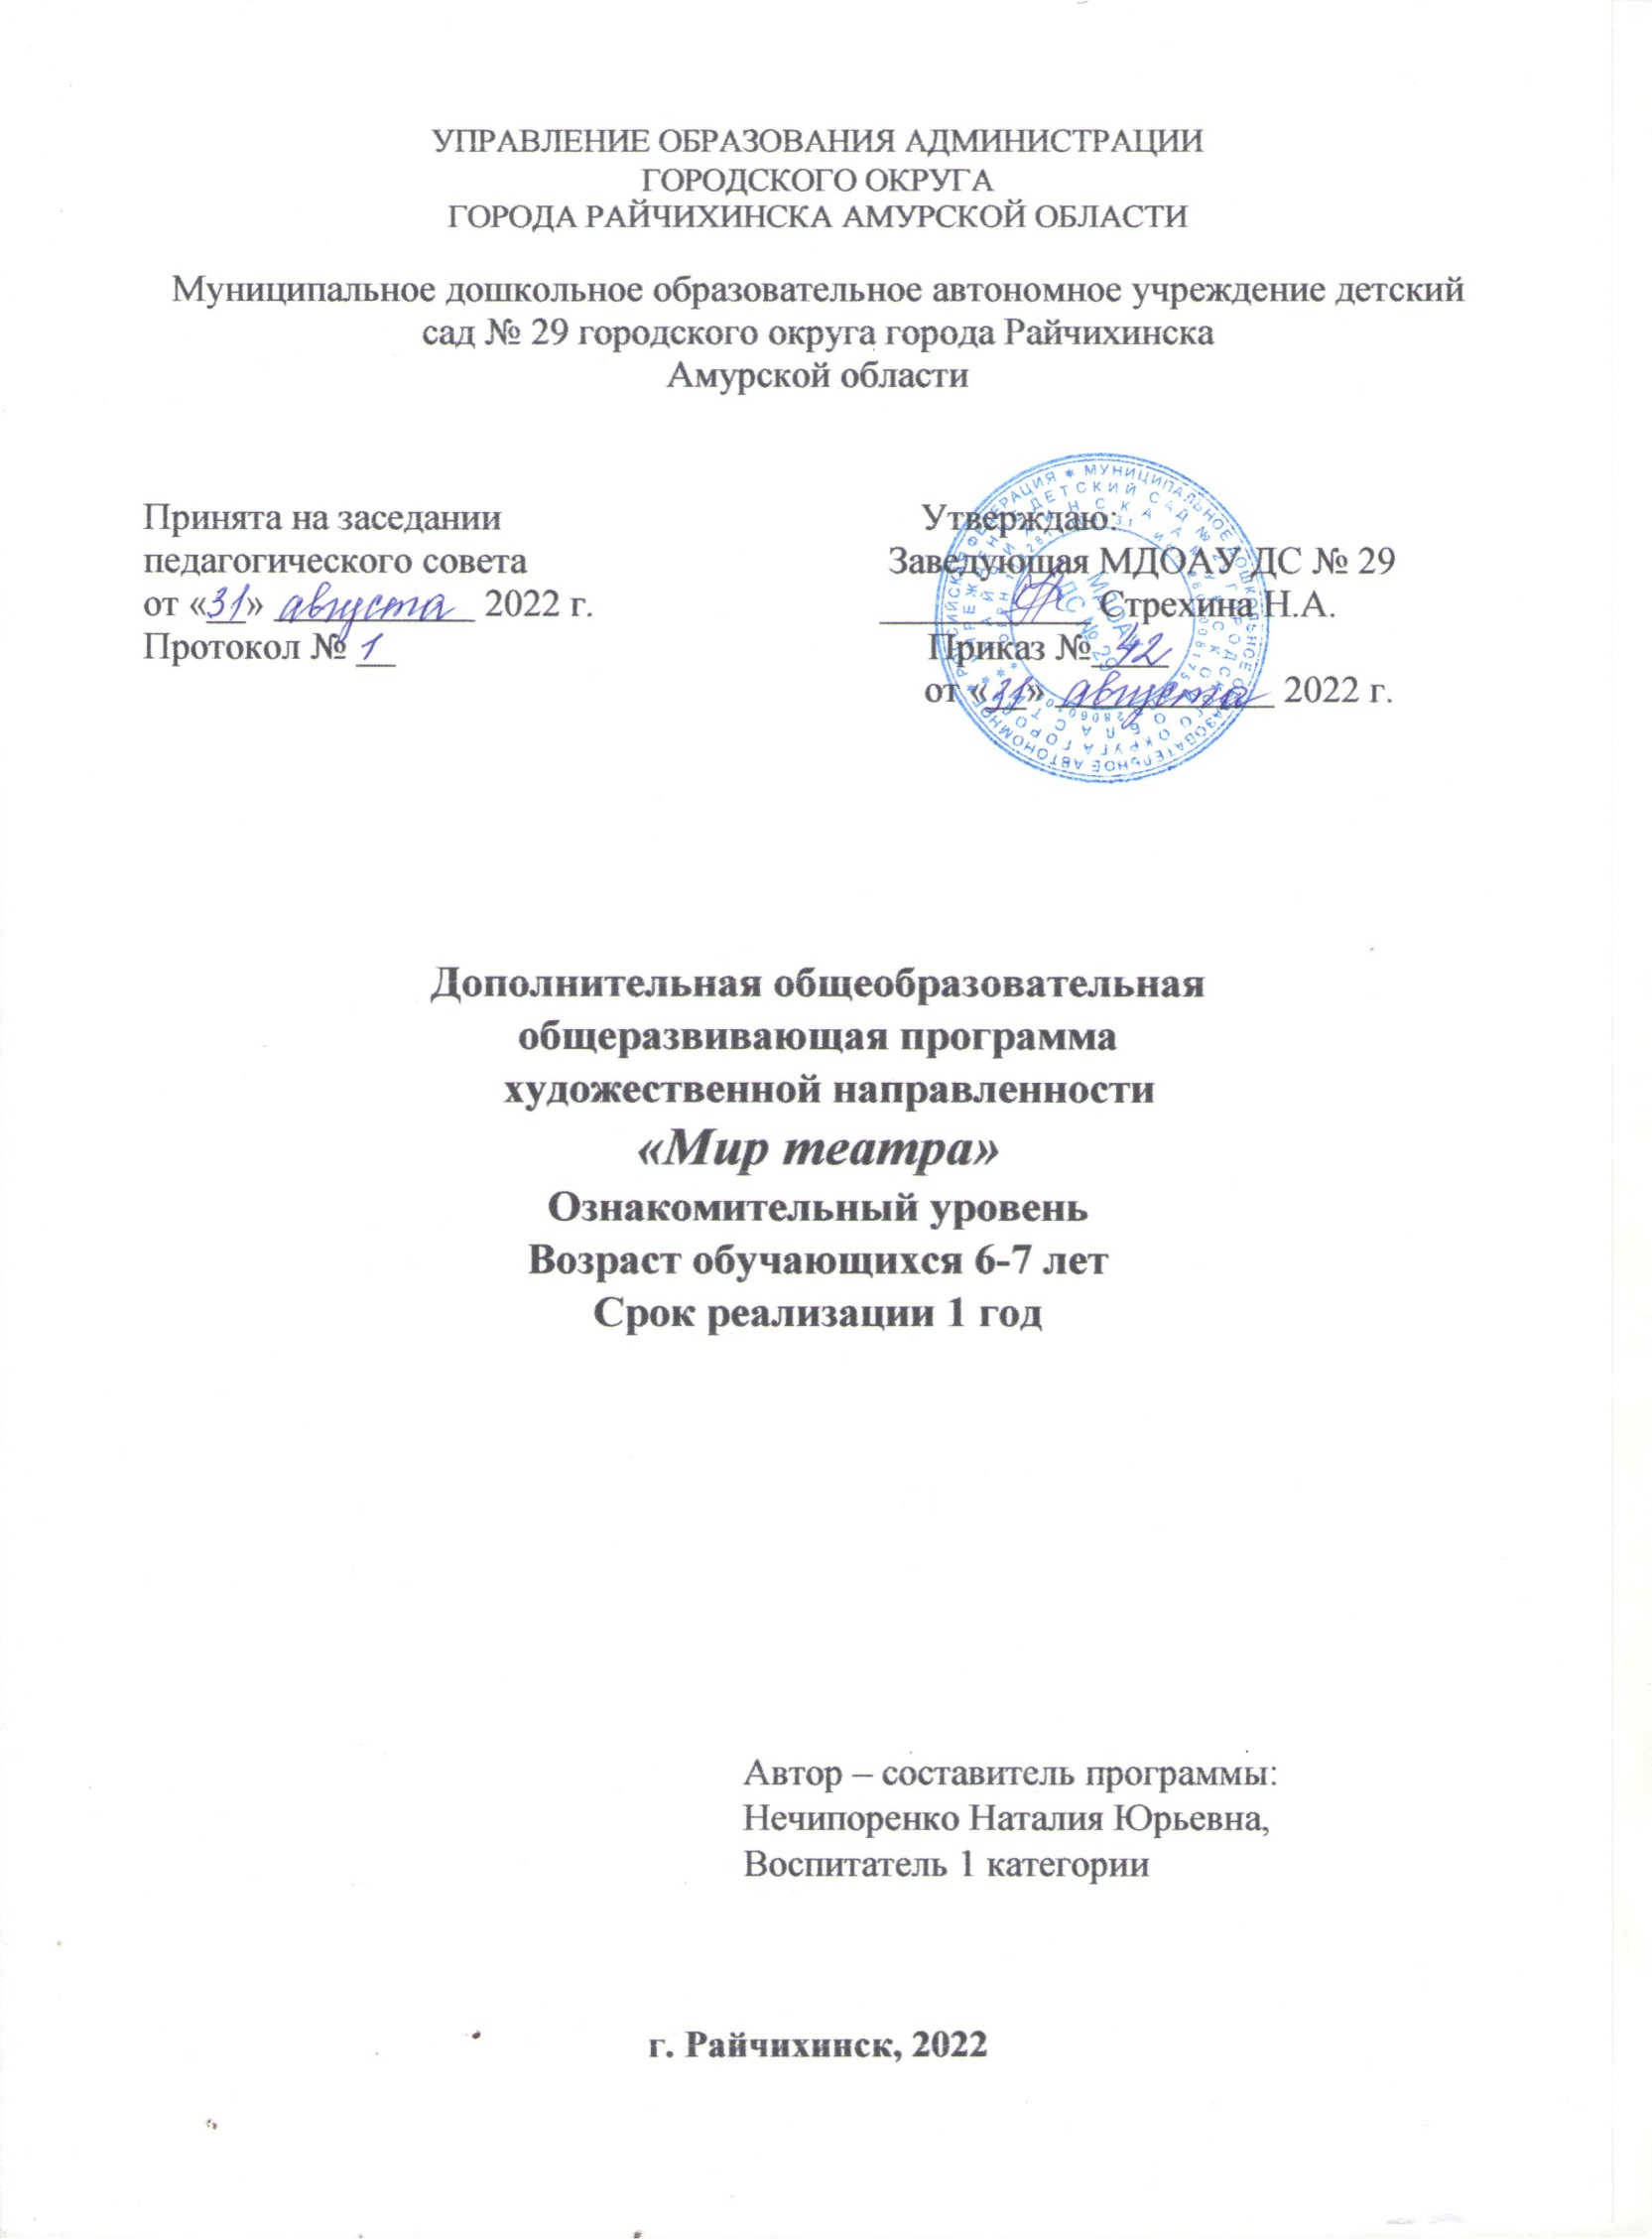 УПРАВЛЕНИЕ ОБРАЗОВАНИЯ АДМИНИСТРАЦИИ
ГОРОДСКОГО ОКРУГА
ГОРОДА РАЙЧИХИНСКА АМУРСКОЙ ОБЛАСТИ
Муниципальное дошкольное образовательное автономное учреждение детский
сад № 29 городского округа города Райчихинска
Амурской области
Принята на заседании
педагогического совета
от «31» августа 2022 г.
Протокол № 1
Утверждаю:
Заведующая МДОАУ ДС № 29
Стрехина Н.А.
Приказ № 42
от «31» августа 2022 г.
МДОАУ
ДС № 29
Дополнительная общеобразовательная
общеразвивающая программа
художественной направленности
«Мир театра»
Ознакомительный уровень
Возраст обучающихся 6-7 лет
Срок реализации 1 год
Автор – составитель программы:
Нечипоренко Наталия Юрьевна,
Воспитатель 1 категории
г. Райчихинск, 2022